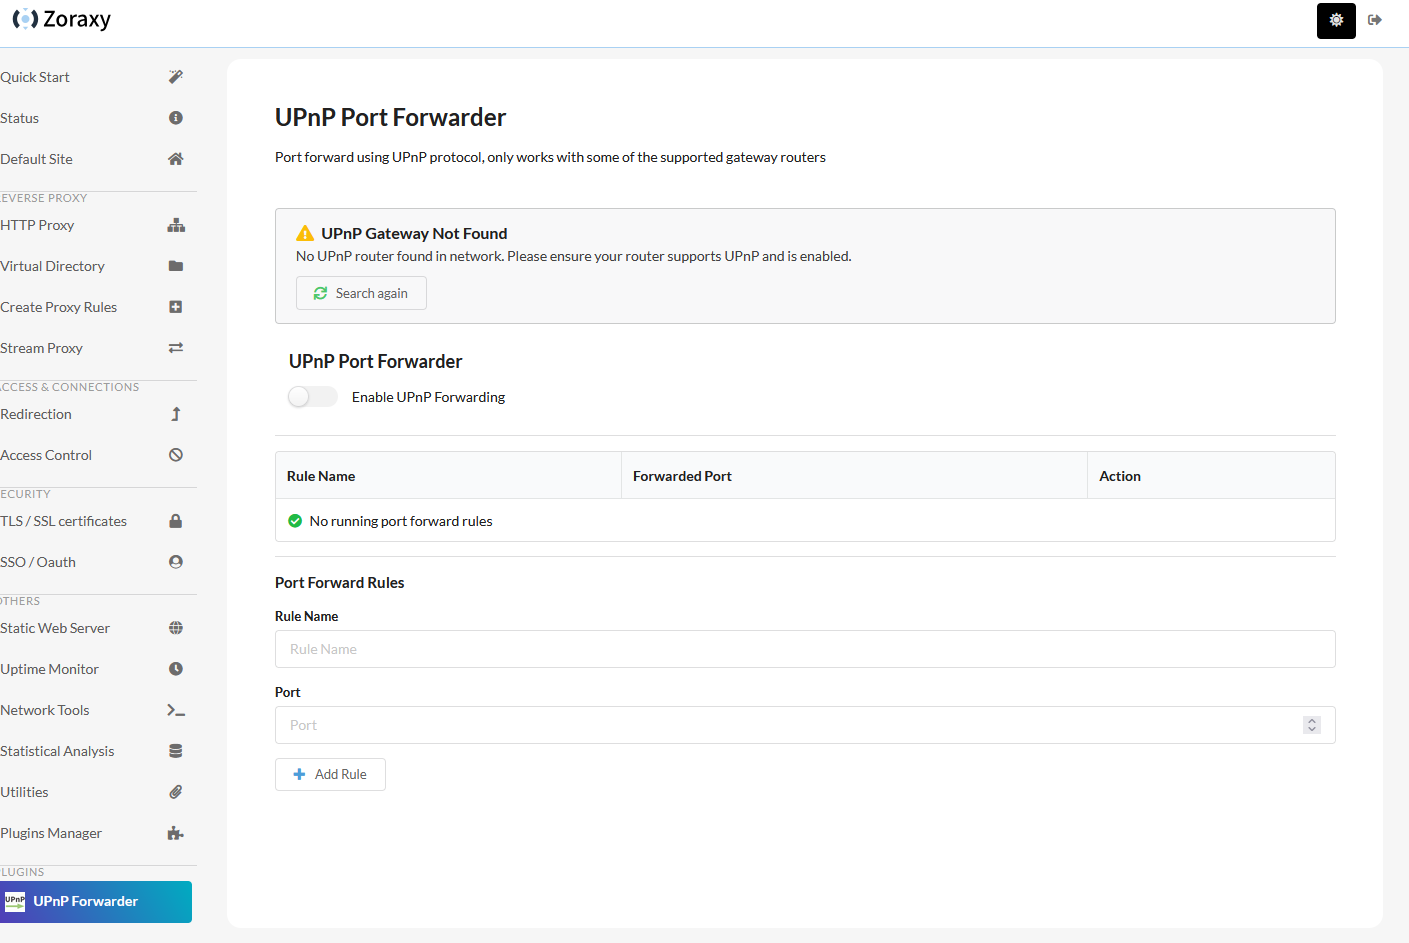 Zoraxy
Quick Start
Status
Default Site
EVERSE PROXY
HTTP Proxy
Virtual Directory
Create Proxy Rules
Stream Proxy
CCESS & CONNECTIONS
Redirection
Access Control
ECURITY
TLS / SSL certificates
SSO / Oauth
THERS
Static Web Server
Uptime Monitor
Network Tools
Statistical Analysis
Utilities
Plugins Manager
LUGINS
UPnP
UPnP Forwarder
UPnP Port Forwarder
Port forward using UPnP protocol, only works with some of the supported gateway routers
UPnP Gateway Not Found
No UPnP router found in network. Please ensure your router supports UPnP and is enabled.
Search again
UPnP Port Forwarder
Enable UPnP Forwarding
Rule Name Forwarded Port Action
No running port forward rules
Port Forward Rules
Rule Name
Rule Name
Port
Port
Add Rule